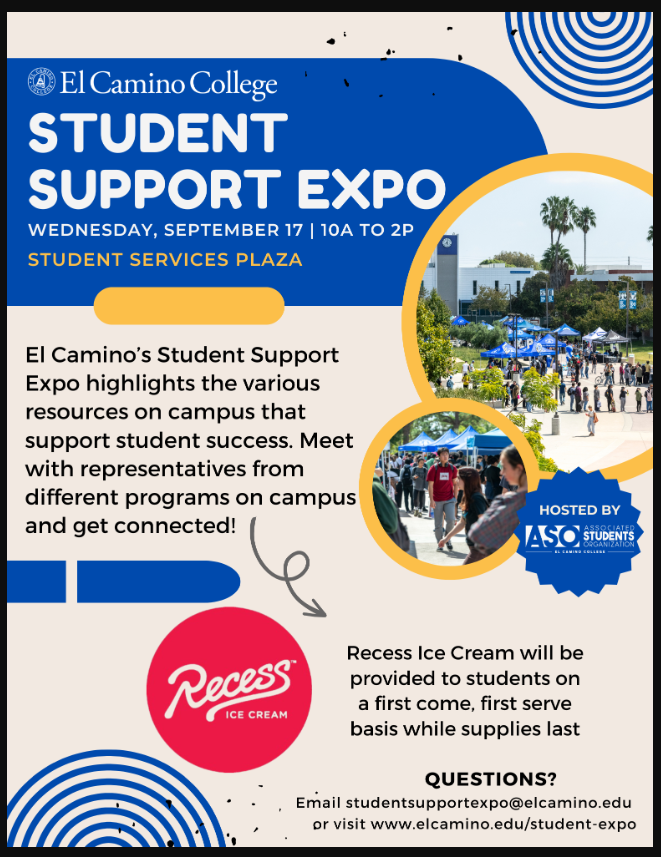 El Camino College
STUDENT
SUPPORT EXPO
WEDNESDAY, SEPTEMBER 17 | 10A TO 2P
STUDENT SERVICES PLAZA
El Camino's Student Support
Expo highlights the various
resources on campus that
support student success. Meet
with representatives from
different programs on campus
and get connected!
HOSTED BY
ASO ASSOCIATED
STUDENTS
ORGANIZATION
EL CAMINO COLLEGE
Recess™
ICE CREAM
Recess Ice Cream will be
provided to students on
a first come, first serve
basis while supplies last
QUESTIONS?
Email studentsupportexpo@elcamino.edu
or visit www.elcamino.edu/student-expo